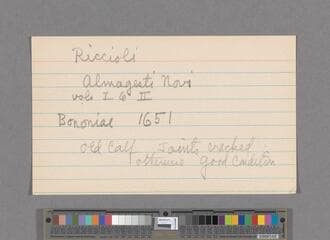 Riccioli
Almagesti Novi
vols I & II
Bononiae 1651
Old Calf Joints cracked
otherwise Good Condition